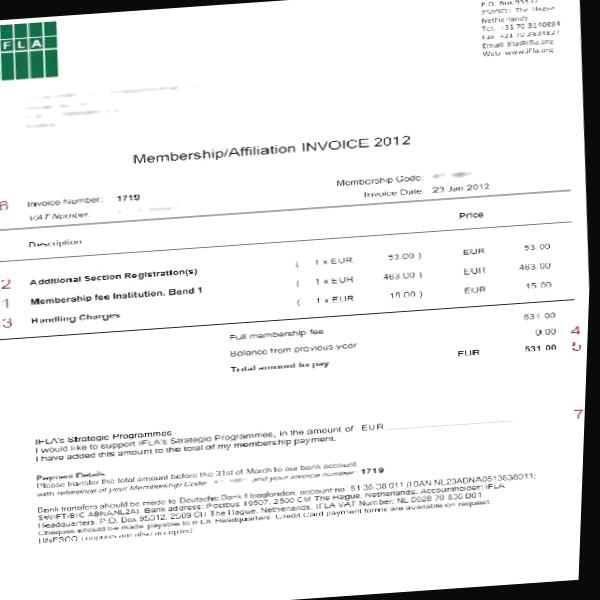 IFLA
P.O. Box 95312
2509CH The Hague
Netherlands
Tel. +31 70 3140884
Fax +31 70 3834827
Email ifla@ifla.org
Web www.ifla.org
Membership/Affiliation INVOICE 2012
Membership Code:
6 Invoice Number: 1719
Invoice Date: 23 Jan 2012
VAT Number:
Description Price
2 Additional Section Registration(s) ( 1 x EUR 53.00 ) EUR 53.00
1 Membership fee Institution. Band 1 ( 1 x EUR 463.00 ) EUR 463.00
3 Handling Charges ( 1 x EUR 15.00 ) EUR 15.00
Full membership fee 531.00
Balance from previous year 0.00 4
Total amount to pay EUR 531.00 5
7
IFLA's Strategic Programmes
I would like to support IFLA's Strategic Programmes, in the amount of EUR
I have added this amount to the total of my membership payment.
Payment Details
Please transfer the total amount before the 31st of March to our bank account
with reference of your Membership Code: and your invoice number 1719
Bank transfers should be made to Deutsche Bank account no. 51 36 38 911 (IBAN NL23ABNA0513638911;
SWIFT/BIC ABNANL2A). Bank address: Postbus 19507, 2500 CM The Hague, Netherlands. Accountholder: IFLA
Headquarters, P.O. Box 95312, 2509 CH The Hague, Netherlands. IFLA VAT Number: NL 0028 70 830 B01
Cheques should be made payable to IFLA Headquarters. Credit Card payment forms are available on request.
UNESCO coupons are also accepted